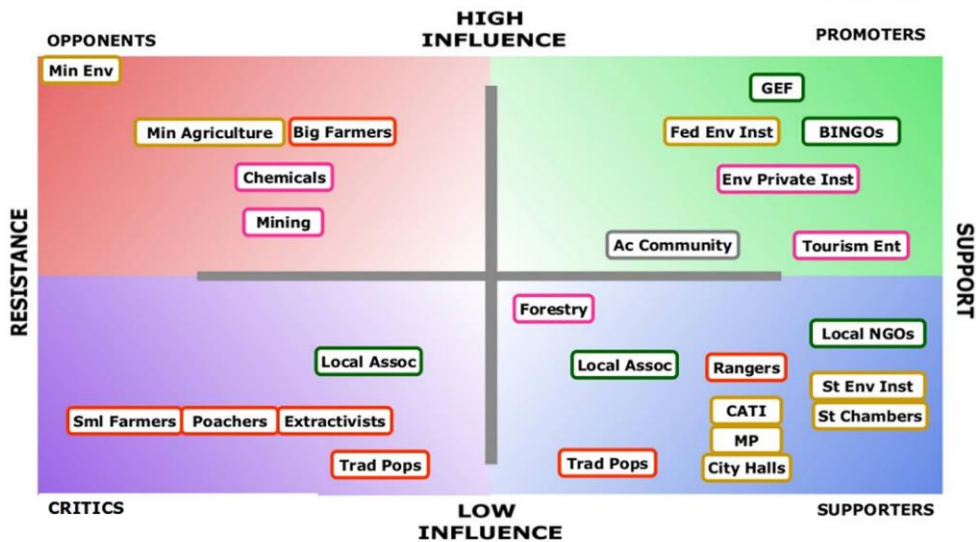 HIGH
INFLUENCE
OPPONENTS
PROMOTERS
Min Env
GEF
Min Agriculture
Big Farmers
Fed Env Inst
BINGOs
Chemicals
Env Private Inst
Mining
Ac Community
Tourism Ent
RESISTANCE
SUPPORT
Forestry
Local NGOs
Local Assoc
Local Assoc
Rangers
St Env Inst
Sml Farmers
Poachers
Extractivists
CATI
St Chambers
MP
Trad Pops
Trad Pops
City Halls
CRITICS
LOW
INFLUENCE
SUPPORTERS